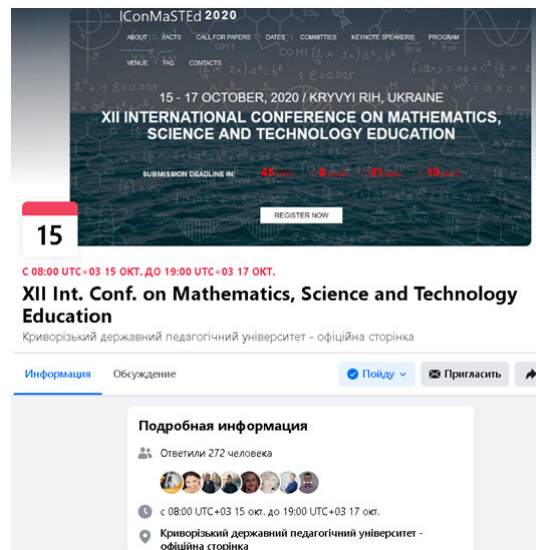 IConMaSTEd 2020
ABOUT FACTS CALL FOR PAPERS DATES COMMITTEES KEYNOTE SPEAKERS PROGRAM
VENUE FAQ CONTACTS
15 - 17 OCTOBER, 2020 / KRYVYI RIH, UKRAINE
XII INTERNATIONAL CONFERENCE ON MATHEMATICS,
SCIENCE AND TECHNOLOGY EDUCATION
SUBMISSION DEADLINE IN: 45 8 21 19
REGISTER NOW
15
С 08:00 UTC+03 15 ОКТ. ДО 19:00 UTC+03 17 ОКТ.
XII Int. Conf. on Mathematics, Science and Technology
Education
Криворізький державний педагогічний університет - офіційна сторінка
Информация Обсуждение Пойду Пригласить
Подробная информация
Ответили 272 человека
с 08:00 UTC+03 15 окт. до 19:00 UTC+03 17 окт.
Криворізький державний педагогічний університет -
офіційна сторінка